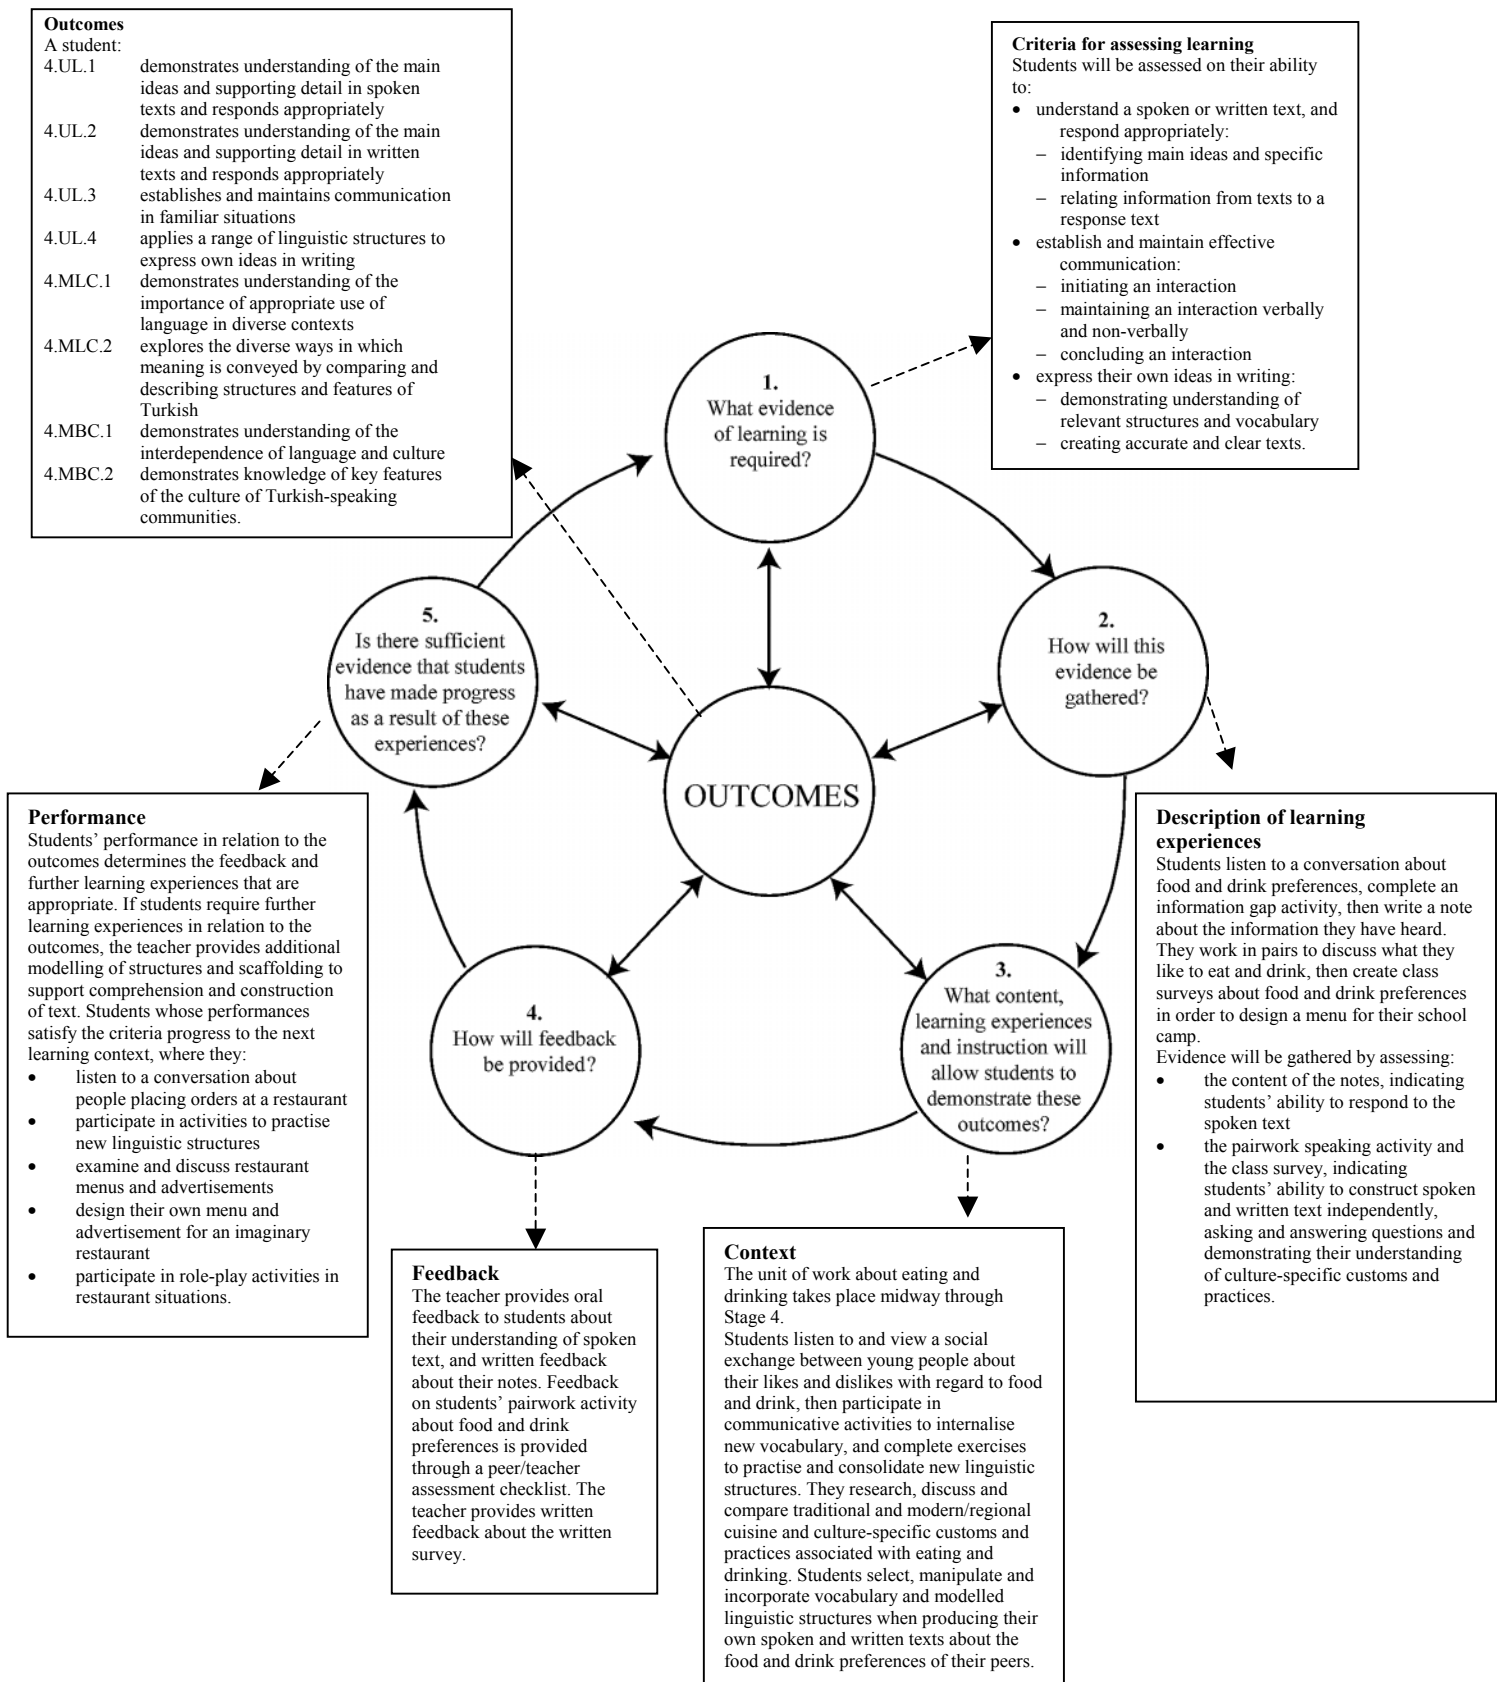 Outcomes
A student:
4.UL.1 demonstrates understanding of the main
ideas and supporting detail in spoken
texts and responds appropriately
4.UL.2 demonstrates understanding of the main
ideas and supporting detail in written
texts and responds appropriately
4.UL.3 establishes and maintains communication
in familiar situations
4.UL.4 applies a range of linguistic structures to
express own ideas in writing
4.MLC.1 demonstrates understanding of the
importance of appropriate use of
language in diverse contexts
4.MLC.2 explores the diverse ways in which
meaning is conveyed by comparing and
describing structures and features of
Turkish
4.MBC.1 demonstrates understanding of the
interdependence of language and culture
4.MBC.2 demonstrates knowledge of key features
of the culture of Turkish-speaking
communities.
Criteria for assessing learning
Students will be assessed on their ability
to:
• understand a spoken or written text, and
respond appropriately:
– identifying main ideas and specific
information
– relating information from texts to a
response text
• establish and maintain effective
communication:
– initiating an interaction
– maintaining an interaction verbally
and non-verbally
– concluding an interaction
• express their own ideas in writing:
– demonstrating understanding of
relevant structures and vocabulary
– creating accurate and clear texts.
1.
What evidence
of learning is
required?
2.
How will this
evidence be
gathered?
5.
Is there sufficient
evidence that students
have made progress
as a result of these
experiences?
OUTCOMES
3.
What content,
learning experiences
and instruction will
allow students to
demonstrate these
outcomes?
4.
How will feedback
be provided?
Performance
Students’ performance in relation to the
outcomes determines the feedback and
further learning experiences that are
appropriate. If students require further
learning experiences in relation to the
outcomes, the teacher provides additional
modelling of structures and scaffolding to
support comprehension and construction
of text. Students whose performances
satisfy the criteria progress to the next
learning context, where they:
• listen to a conversation about
people placing orders at a restaurant
• participate in activities to practise
new linguistic structures
• examine and discuss restaurant
menus and advertisements
• design their own menu and
advertisement for an imaginary
restaurant
• participate in role-play activities in
restaurant situations.
Feedback
The teacher provides oral
feedback to students about
their understanding of spoken
text, and written feedback
about their notes. Feedback
on students’ pairwork activity
about food and drink
preferences is provided
through a peer/teacher
assessment checklist. The
teacher provides written
feedback about the written
survey.
Context
The unit of work about eating and
drinking takes place midway through
Stage 4.
Students listen to and view a social
exchange between young people about
their likes and dislikes with regard to food
and drink, then participate in
communicative activities to internalise
new vocabulary, and complete exercises
to practise and consolidate new linguistic
structures. They research, discuss and
compare traditional and modern/regional
cuisine and culture-specific customs and
practices associated with eating and
drinking. Students select, manipulate and
incorporate vocabulary and modelled
linguistic structures when producing their
own spoken and written texts about the
food and drink preferences of their peers.
Description of learning
experiences
Students listen to a conversation about
food and drink preferences, complete an
information gap activity, then write a note
about the information they have heard.
They work in pairs to discuss what they
like to eat and drink, then create class
surveys about food and drink preferences
in order to design a menu for their school
camp.
Evidence will be gathered by assessing:
• the content of the notes, indicating
students’ ability to respond to the
spoken text
• the pairwork speaking activity and
the class survey, indicating
students’ ability to construct spoken
and written text independently,
asking and answering questions and
demonstrating their understanding
of culture-specific customs and
practices.